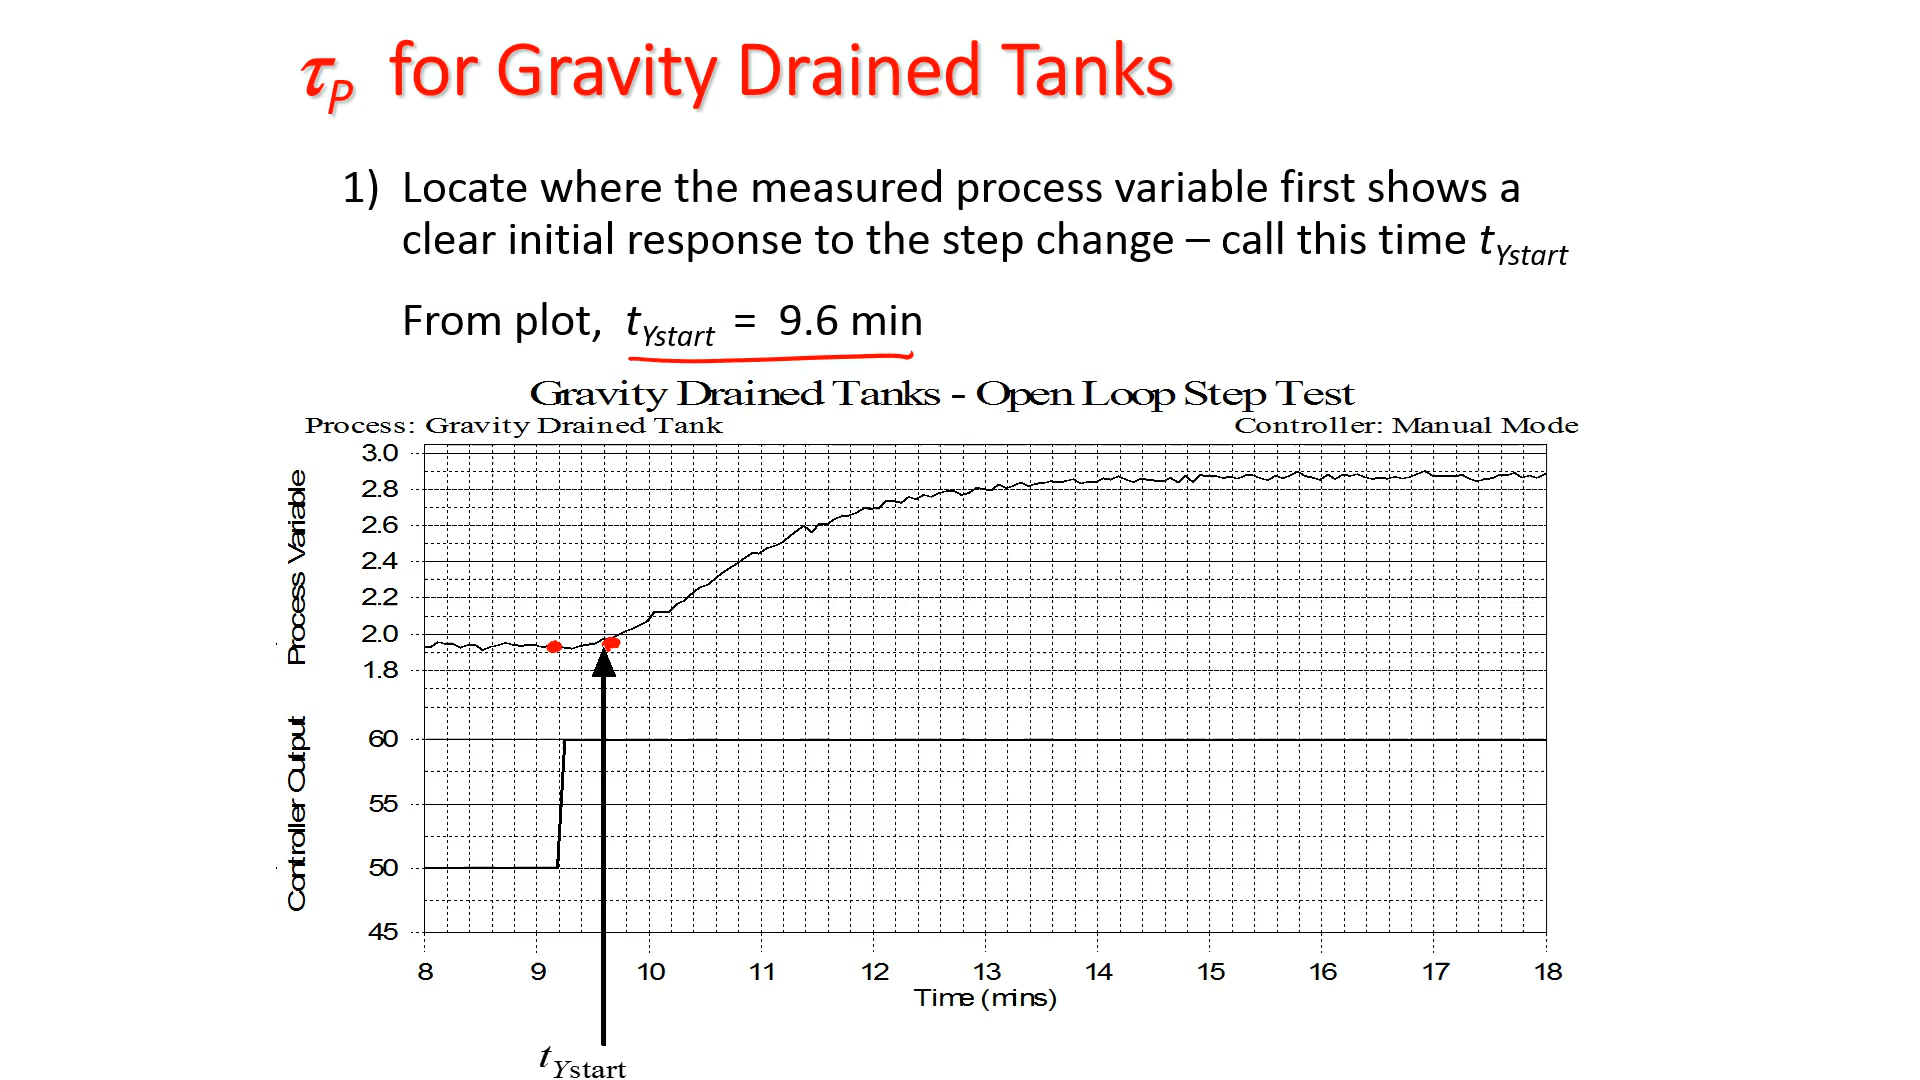 τP for Gravity Drained Tanks
1) Locate where the measured process variable first shows a
clear initial response to the step change – call this time tYstart
From plot, tYstart = 9.6 min
Gravity Drained Tanks - Open Loop Step Test
Process: Gravity Drained Tank Controller: Manual Mode
Process Variable
3.0
2.8
2.6
2.4
2.2
2.0
1.8
Controller Output
60
55
50
45
8 9 10 11 12 13 14 15 16 17 18
Time (mins)
tYstart